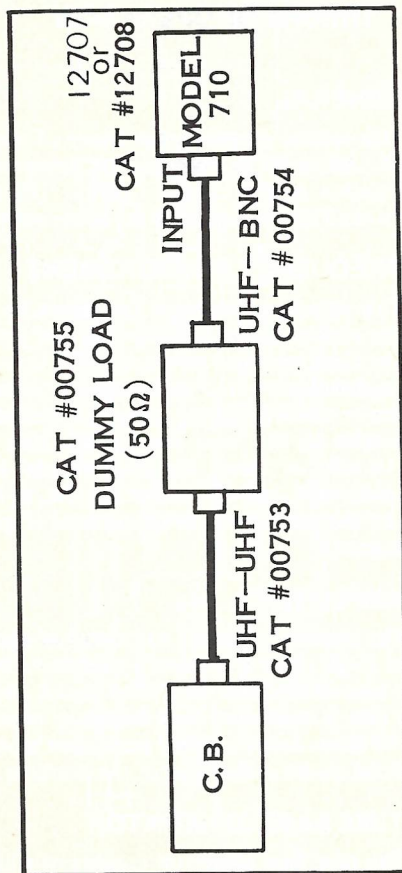 C.B.
UHF—UHF
CAT #00753
CAT #00755
DUMMY LOAD
(50Ω)
UHF—BNC
CAT #00754
INPUT
12707
or
CAT #12708
MODEL
710